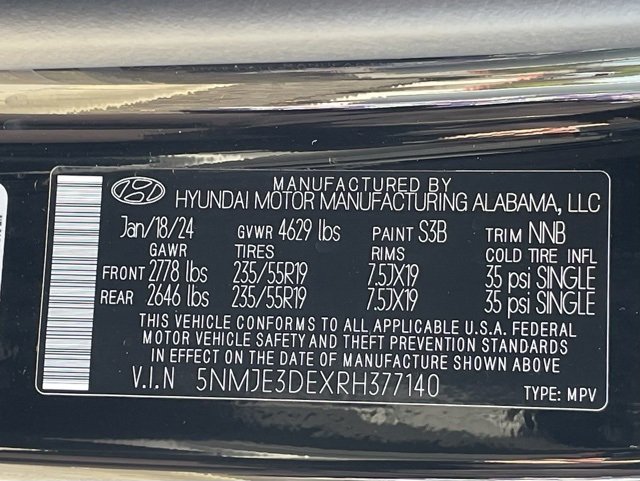 MANUFACTURED BY
HYUNDAI MOTOR MANUFACTURING ALABAMA, LLC
Jan/18/24 GVWR 4629 lbs PAINT S3B TRIM NNB
GAWR TIRES RIMS COLD TIRE INFL
FRONT 2778 lbs 235/55R19 7.5JX19 35 psi SINGLE
REAR 2646 lbs 235/55R19 7.5JX19 35 psi SINGLE
THIS VEHICLE CONFORMS TO ALL APPLICABLE U.S.A. FEDERAL
MOTOR VEHICLE SAFETY AND THEFT PREVENTION STANDARDS
IN EFFECT ON THE DATE OF MANUFACTURE SHOWN ABOVE
V.I.N 5NMJE3DEXRH377140 TYPE: MPV